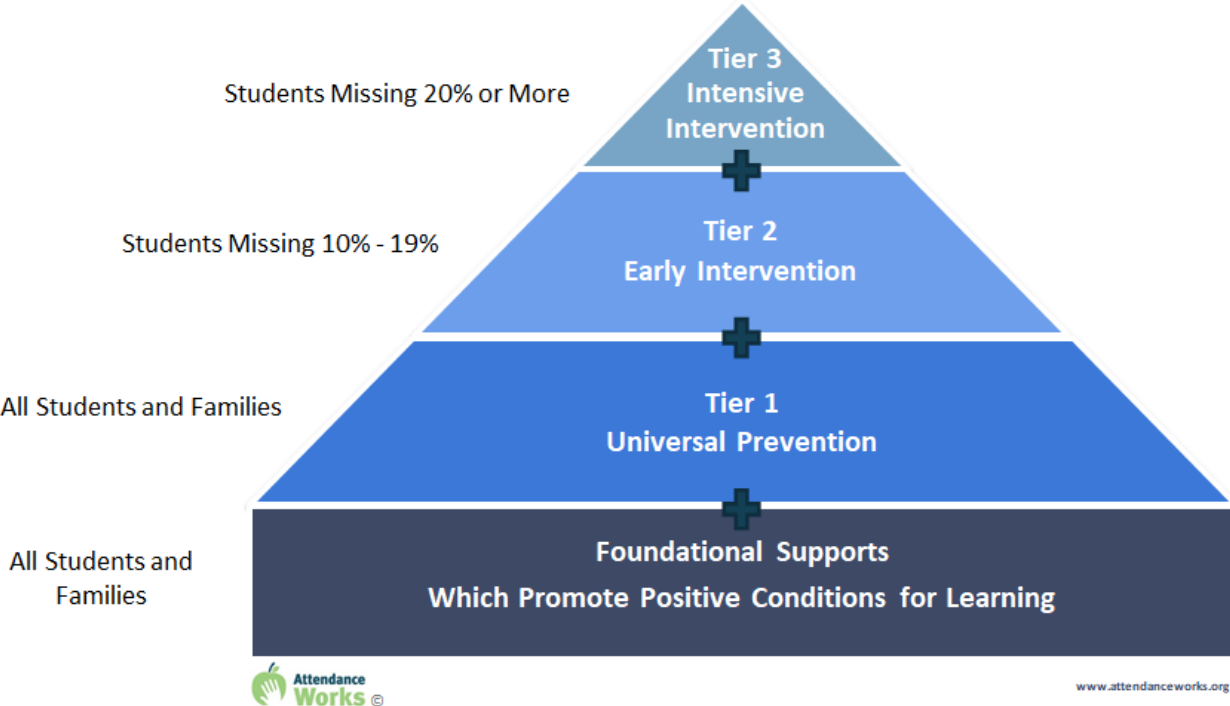 Tier 3
Intensive
Intervention
Students Missing 20% or More
Tier 2
Early Intervention
Students Missing 10% - 19%
Tier 1
Universal Prevention
All Students and Families
Foundational Supports
Which Promote Positive Conditions for Learning
All Students and
Families
Attendance
Works ©
www.attendanceworks.org